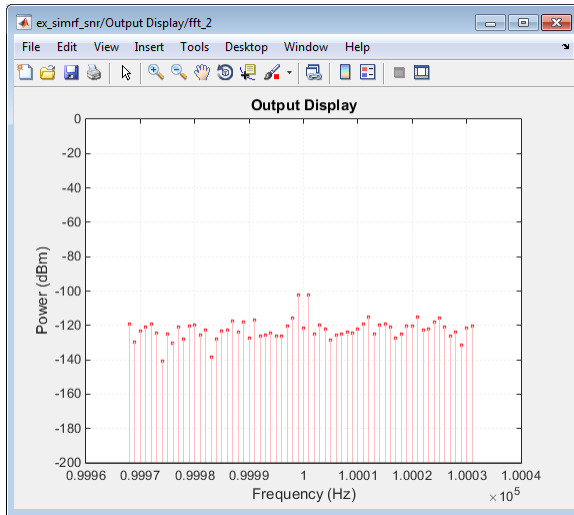 ex_simrf_snr/Output Display/fft_2
File Edit View Insert Tools Desktop Window Help
Output Display
0
-20
-40
-60
-80
-100
-120
-140
-160
-180
-200
Power (dBm)
0.9996 0.9997 0.9998 0.9999 1 1.0001 1.0002 1.0003 1.0004
Frequency (Hz)
× 10^5